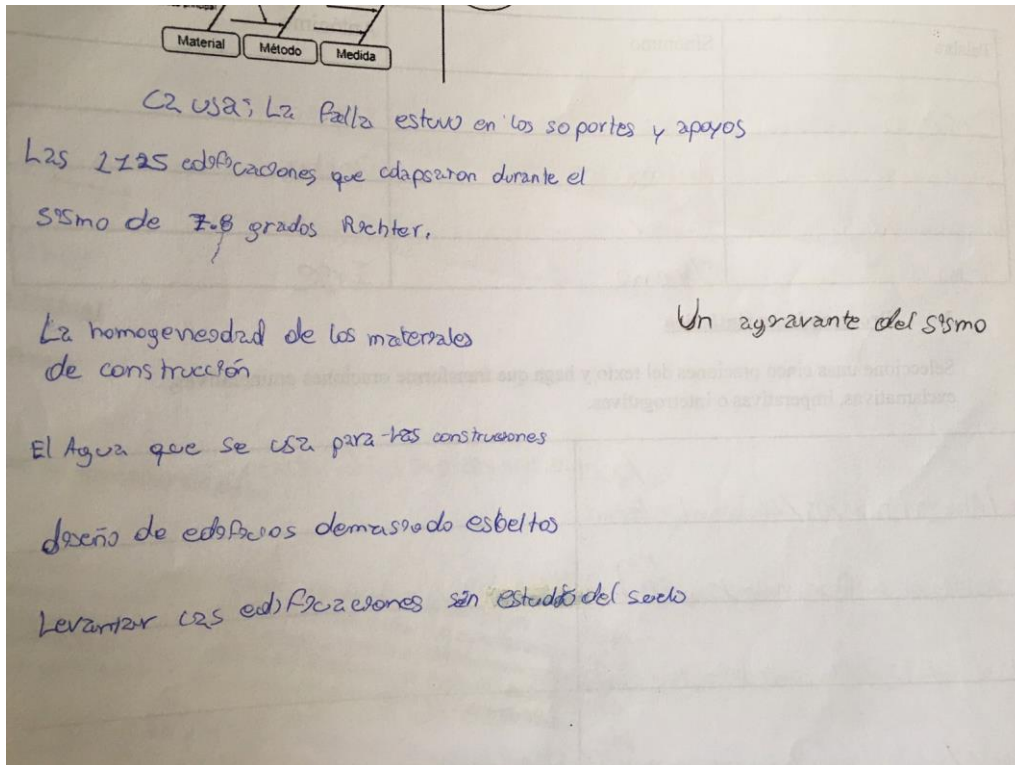 Material
Método
Medida
Causa: La falla estuvo en los soportes y apoyos
Las 2125 edificaciones que colapsaron durante el
sismo de 7.8 grados Richter.
La homogeneidad de los materiales
de construcción
Un agravante del sismo
El Agua que se usa para las construciones
diseño de edificios demasiado esbeltos
Levantar las edificaciones sin estudio del suelo